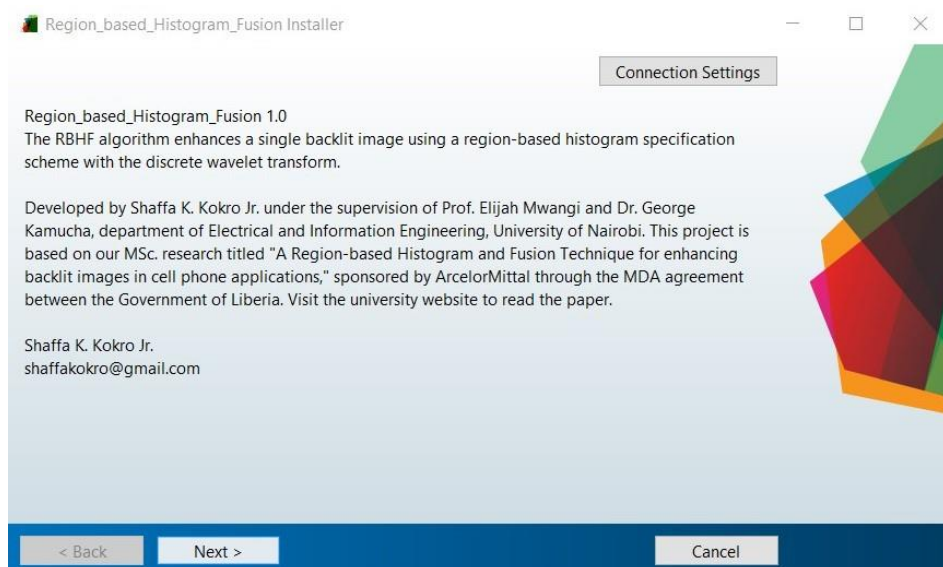 Region_based_Histogram_Fusion Installer
Connection Settings
Region_based_Histogram_Fusion 1.0
The RBHF algorithm enhances a single backlit image using a region-based histogram specification
scheme with the discrete wavelet transform.
Developed by Shaffa K. Kokro Jr. under the supervision of Prof. Elijah Mwangi and Dr. George
Kamucha, department of Electrical and Information Engineering, University of Nairobi. This project is
based on our MSc. research titled "A Region-based Histogram and Fusion Technique for enhancing
backlit images in cell phone applications," sponsored by ArcelorMittal through the MDA agreement
between the Government of Liberia. Visit the university website to read the paper.
Shaffa K. Kokro Jr.
shaffakokro@gmail.com
< Back
Next >
Cancel